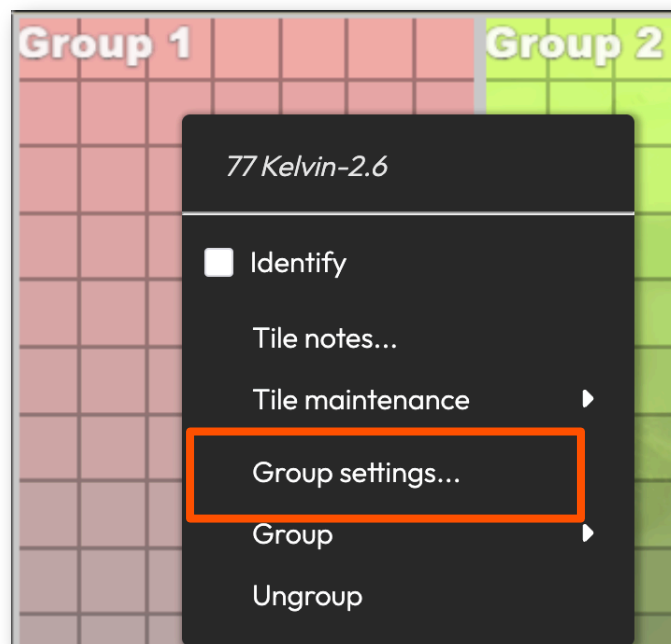 Group 1
Group 2
77 Kelvin-2.6
Identify
Tile notes...
Tile maintenance
Group settings...
Group
Ungroup